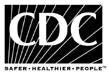 CDC
SAFER • HEALTHIER • PEOPLE™